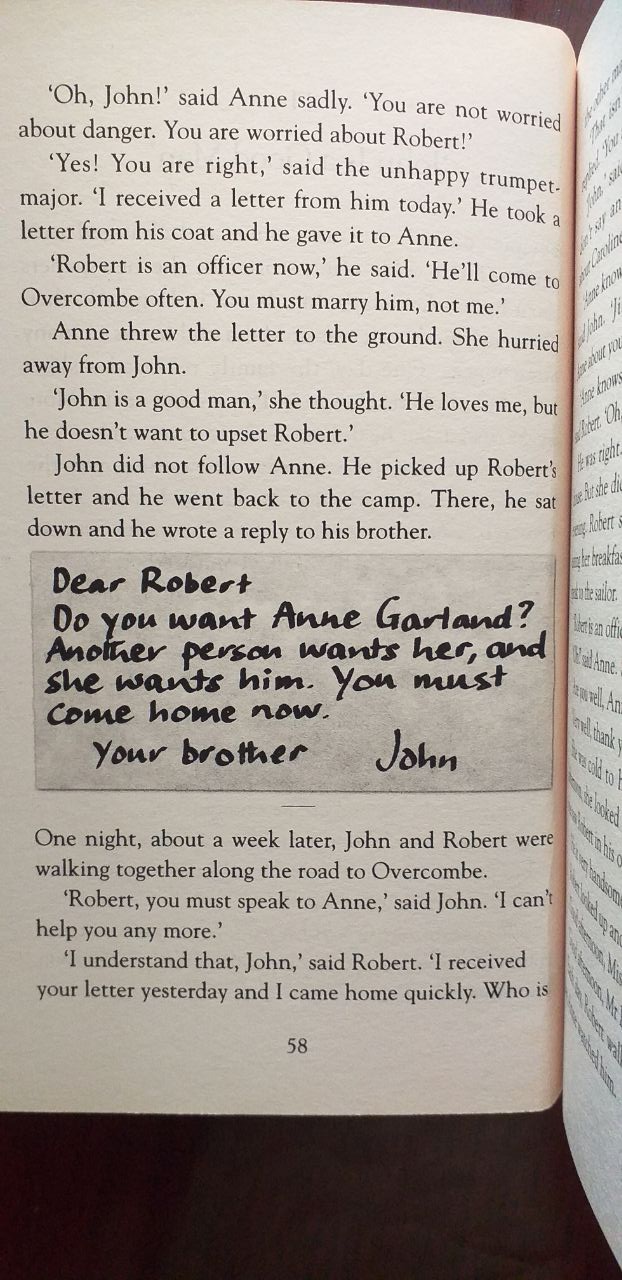 'Oh, John!' said Anne sadly. 'You are not worried
about danger. You are worried about Robert!'
'Yes! You are right,' said the unhappy trumpet-
major. 'I received a letter from him today.' He took a
letter from his coat and he gave it to Anne.
'Robert is an officer now,' he said. 'He'll come to
Overcombe often. You must marry him, not me.'
Anne threw the letter to the ground. She hurried
away from John.
'John is a good man,' she thought. 'He loves me, but
he doesn't want to upset Robert.'
John did not follow Anne. He picked up Robert's
letter and he went back to the camp. There, he sat
down and he wrote a reply to his brother.
Dear Robert
Do you want Anne Garland?
Another person wants her, and
she wants him. You must
come home now.
Your brother John
One night, about a week later, John and Robert were
walking together along the road to Overcombe.
'Robert, you must speak to Anne,' said John. 'I can't
help you any more.'
'I understand that, John,' said Robert. 'I received
your letter yesterday and I came home quickly. Who is
58